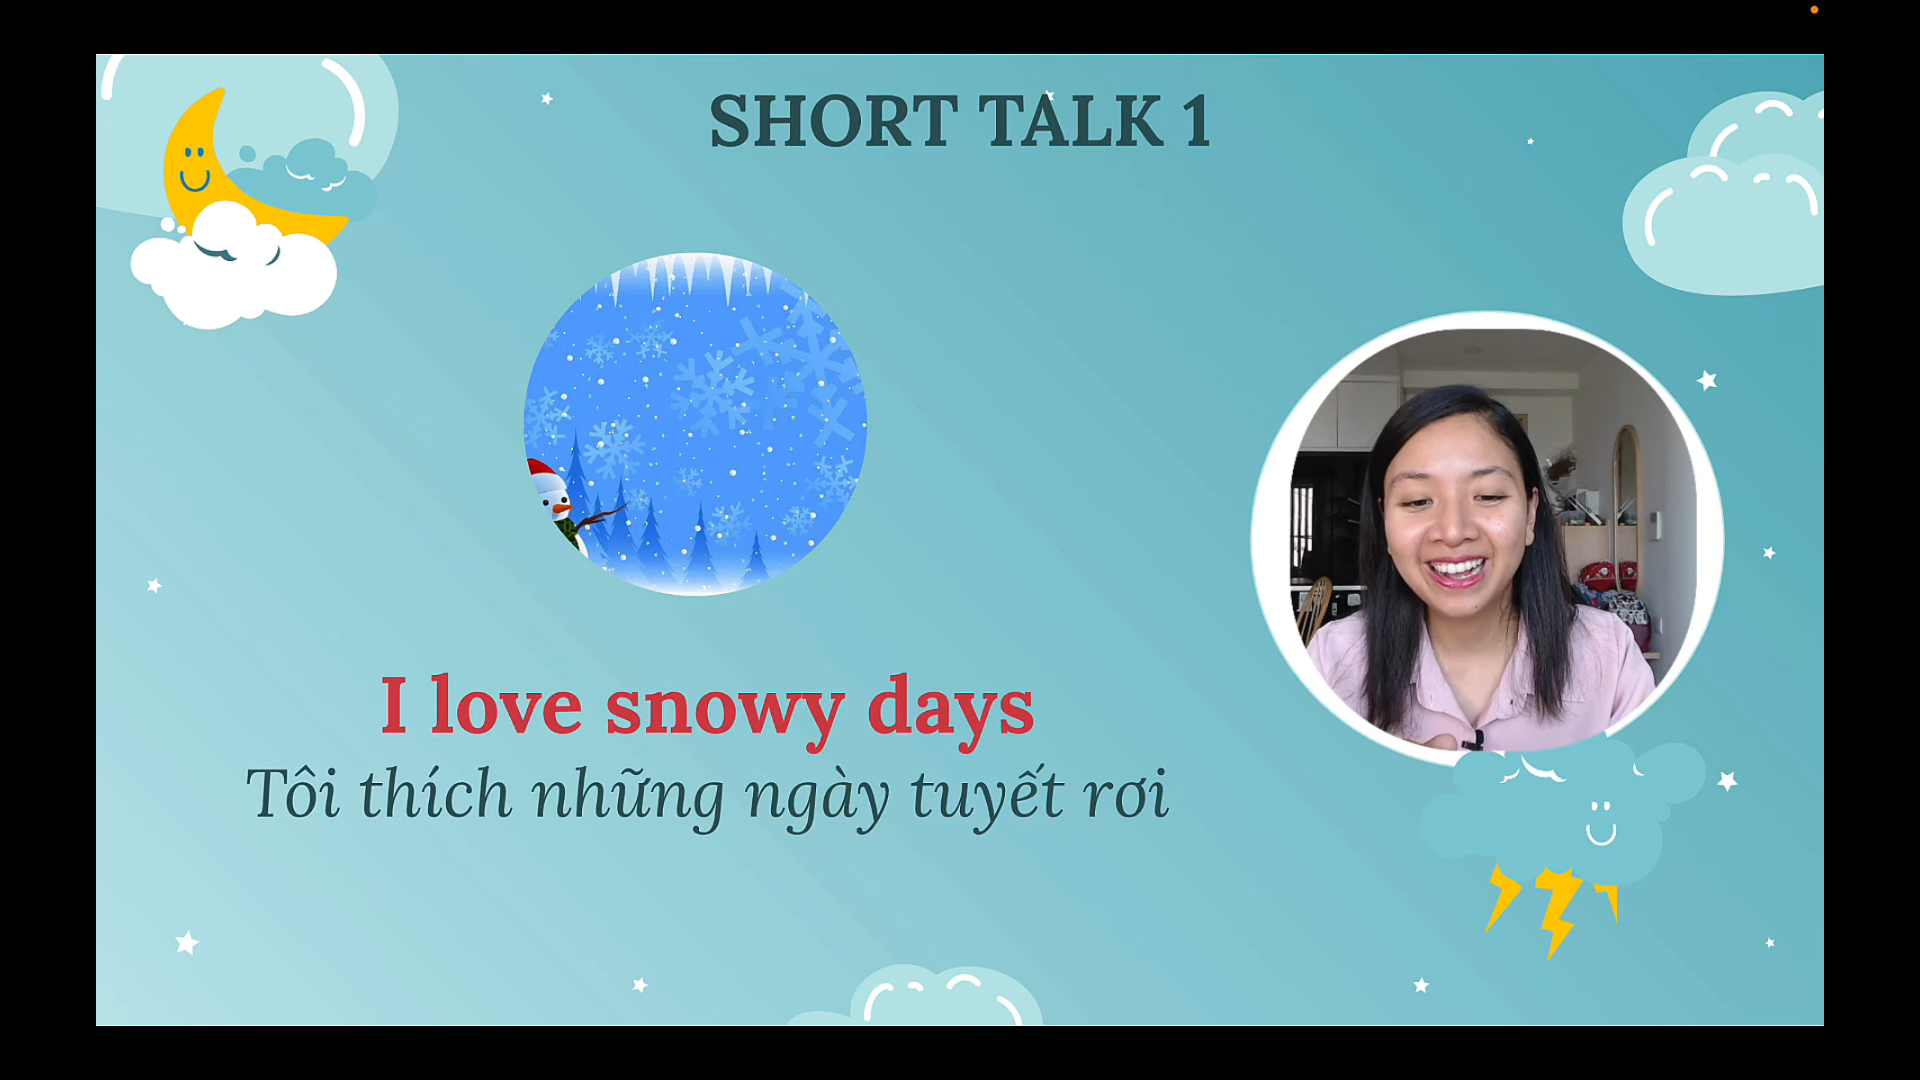 SHORT TALK 1
I love snowy days
Tôi thích những ngày tuyết rơi